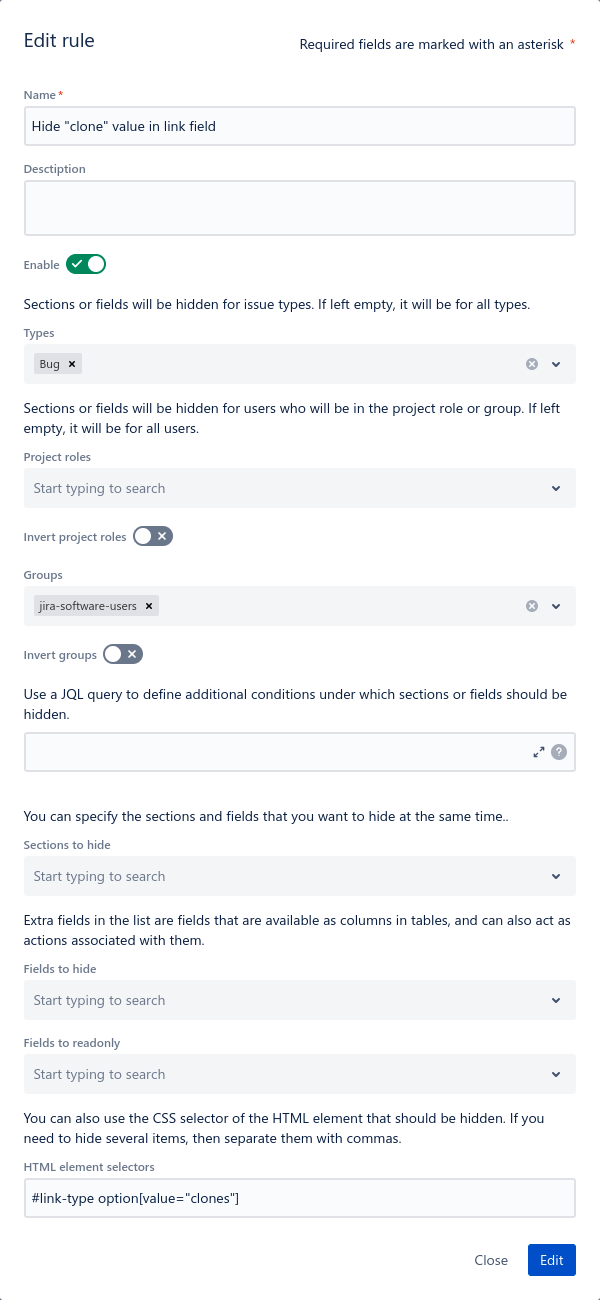 Edit rule
Required fields are marked with an asterisk *
Name *
Hide "clone" value in link field
Desctiption
Enable
Sections or fields will be hidden for issue types. If left empty, it will be for all types.
Types
Bug
Sections or fields will be hidden for users who will be in the project role or group. If left
empty, it will be for all users.
Project roles
Start typing to search
Invert project roles
Groups
jira-software-users
Invert groups
Use a JQL query to define additional conditions under which sections or fields should be
hidden.
You can specify the sections and fields that you want to hide at the same time..
Sections to hide
Start typing to search
Extra fields in the list are fields that are available as columns in tables, and can also act as
actions associated with them.
Fields to hide
Start typing to search
Fields to readonly
Start typing to search
You can also use the CSS selector of the HTML element that should be hidden. If you
need to hide several items, then separate them with commas.
HTML element selectors
#link-type option[value="clones"]
Close
Edit